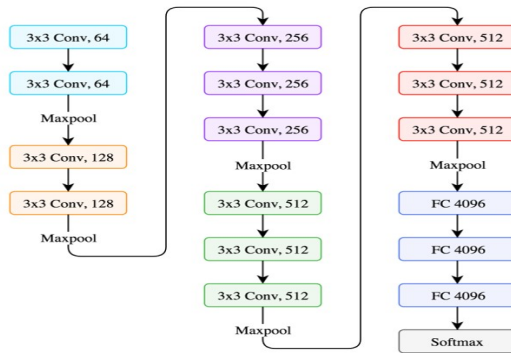 3x3 Conv, 64
3x3 Conv, 64
Maxpool
3x3 Conv, 128
3x3 Conv, 128
Maxpool
3x3 Conv, 256
3x3 Conv, 256
3x3 Conv, 256
Maxpool
3x3 Conv, 512
3x3 Conv, 512
3x3 Conv, 512
Maxpool
3x3 Conv, 512
3x3 Conv, 512
3x3 Conv, 512
Maxpool
FC 4096
FC 4096
FC 4096
Softmax